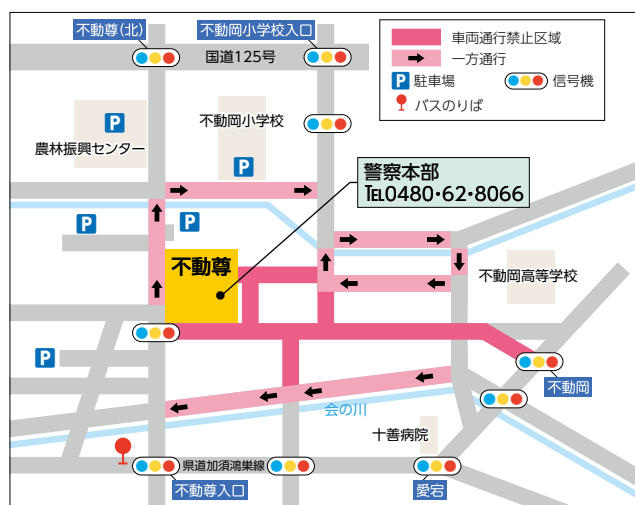 不動尊(北)
不動岡小学校入口
国道125号
車両通行禁止区域
一方通行
P 駐車場
信号機
バスのりば
P
農林振興センター
不動岡小学校
P
警察本部
℡0480・62・8066
P
P
不動尊
不動岡高等学校
P
不動岡
会の川
十善病院
県道加須鴻巣線
不動尊入口
愛宕